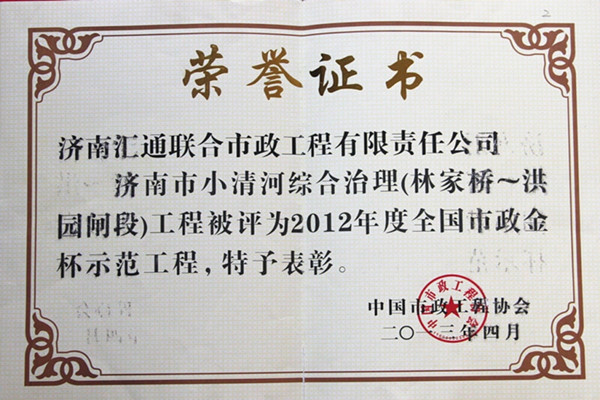 2
荣誉证书
济南汇通联合市政工程有限责任公司
济南市小清河综合治理(林家桥～洪
园闸段)工程被评为2012年度全国市政金
杯示范工程，特予表彰。
中国市政工程协会
二〇一三年四月